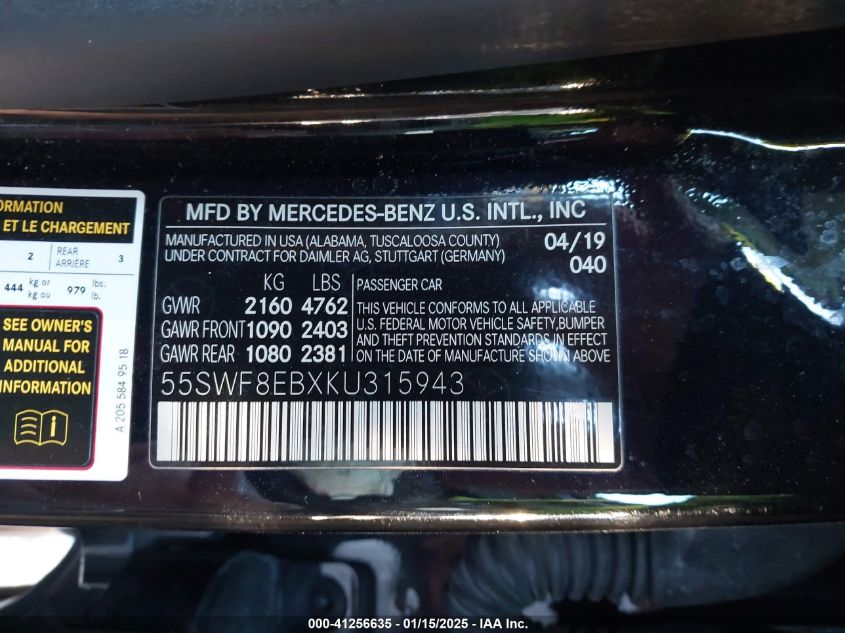 ORMATION
ET LE CHARGEMENT
2 REAR ARRIÈRE 3
444 kg or kg ou 979 lbs. lb.
SEE OWNER'S
MANUAL FOR
ADDITIONAL
INFORMATION
A 205 584 95 18
MFD BY MERCEDES-BENZ U.S. INTL., INC
MANUFACTURED IN USA (ALABAMA, TUSCALOOSA COUNTY) 04/19
UNDER CONTRACT FOR DAIMLER AG, STUTTGART (GERMANY) 040
KG LBS
GVWR 2160 4762
GAWR FRONT 1090 2403
GAWR REAR 1080 2381
PASSENGER CAR
THIS VEHICLE CONFORMS TO ALL APPLICABLE
U.S. FEDERAL MOTOR VEHICLE SAFETY,BUMPER
AND THEFT PREVENTION STANDARDS IN EFFECT
ON THE DATE OF MANUFACTURE SHOWN ABOVE
55SWF8EBXKU315943
000-41256635 - 01/15/2025 - IAA Inc.